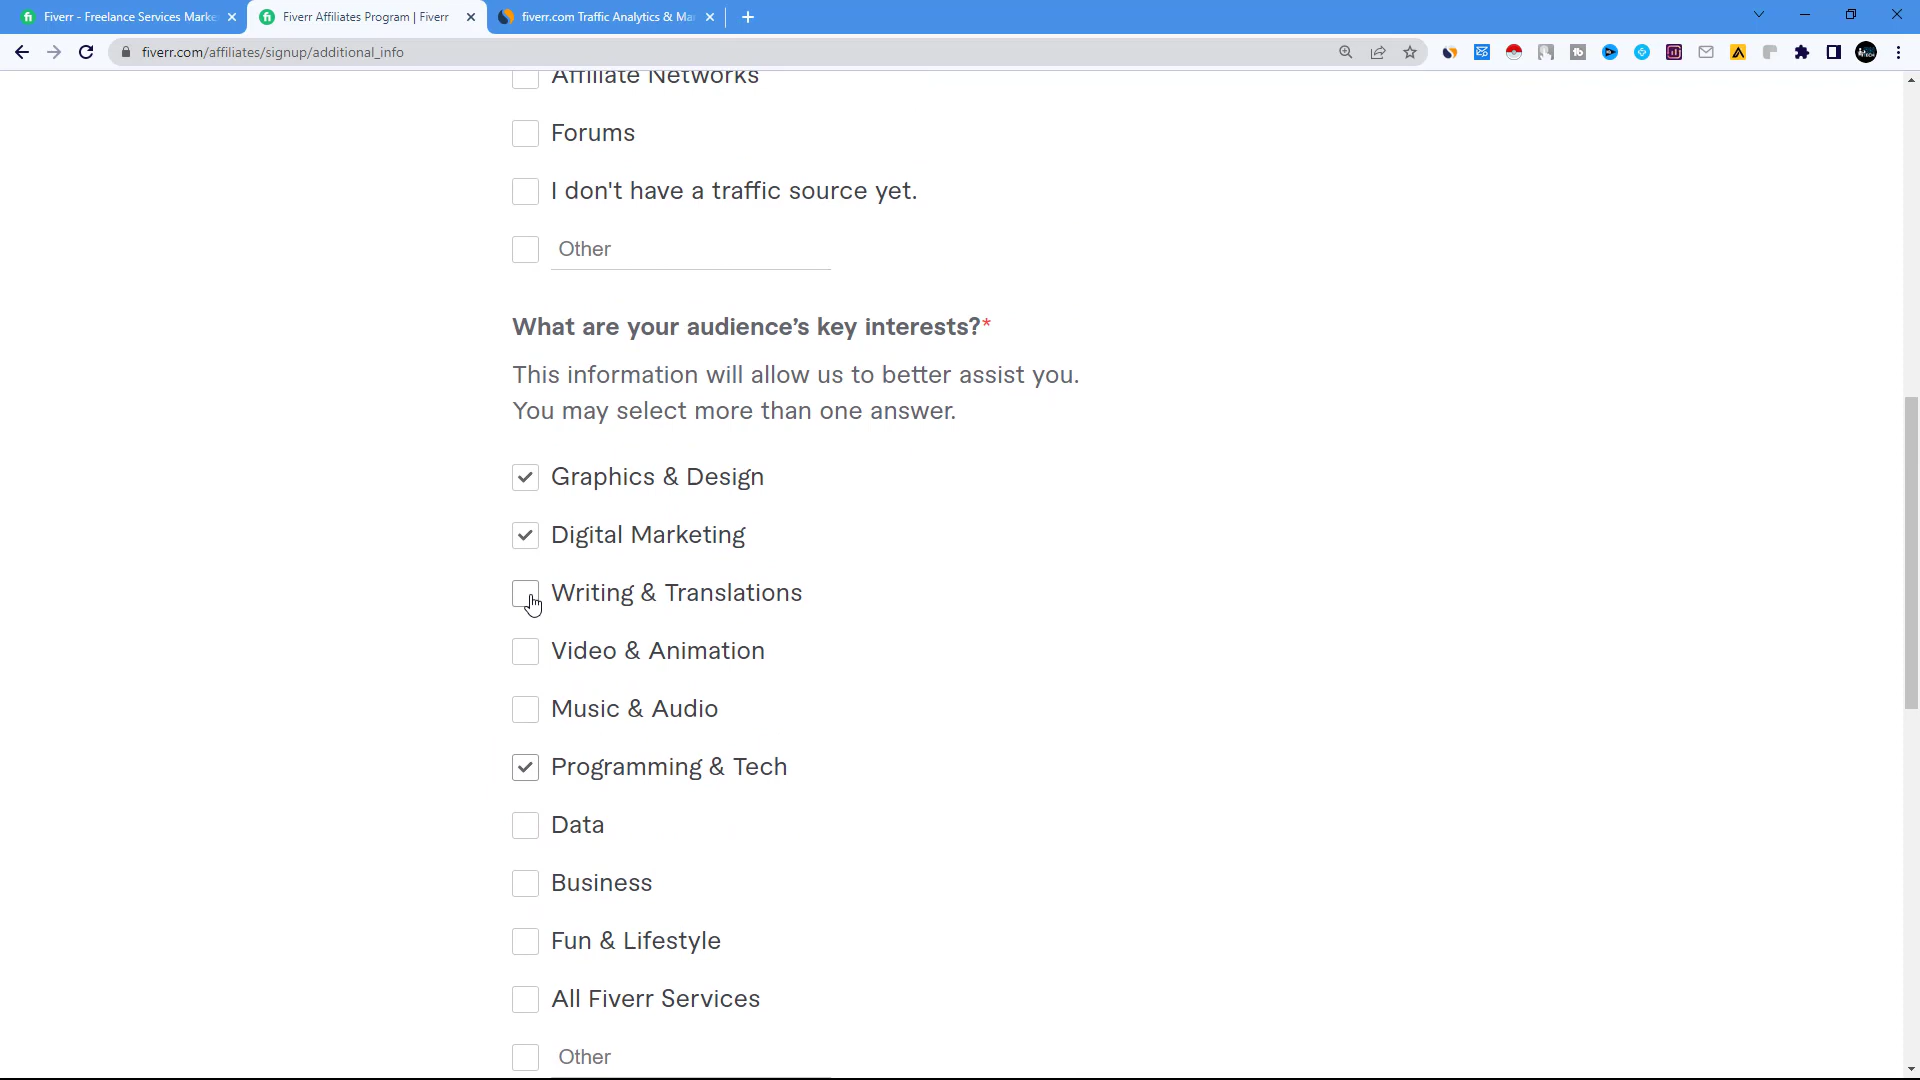 Fiverr - Freelance Services Marke
Fiverr Affiliates Program | Fiverr
fiverr.com Traffic Analytics & Ma
fiverr.com/affiliates/signup/additional_info
Affiliate Networks
Forums
I don't have a traffic source yet.
Other
What are your audience’s key interests?*
This information will allow us to better assist you.
You may select more than one answer.
Graphics & Design
Digital Marketing
Writing & Translations
Video & Animation
Music & Audio
Programming & Tech
Data
Business
Fun & Lifestyle
All Fiverr Services
Other